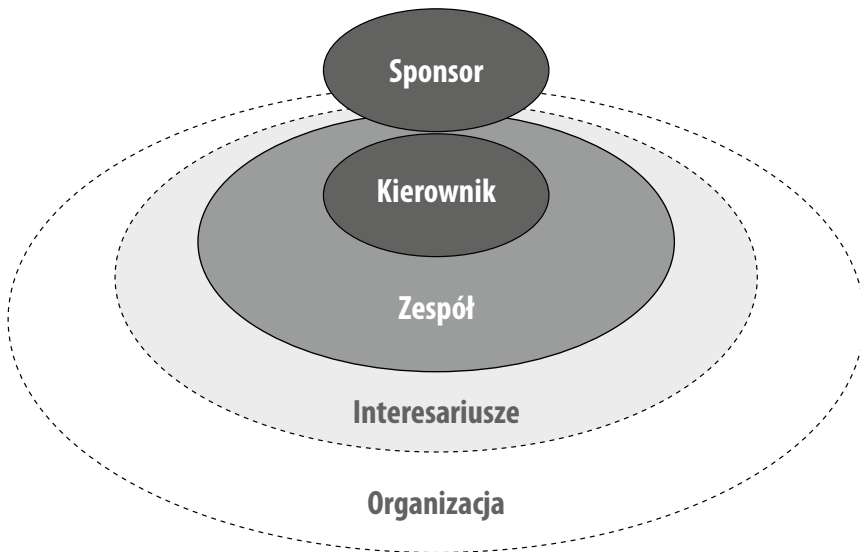 Sponsor
Kierownik
Zespół
Interesariusze
Organizacja